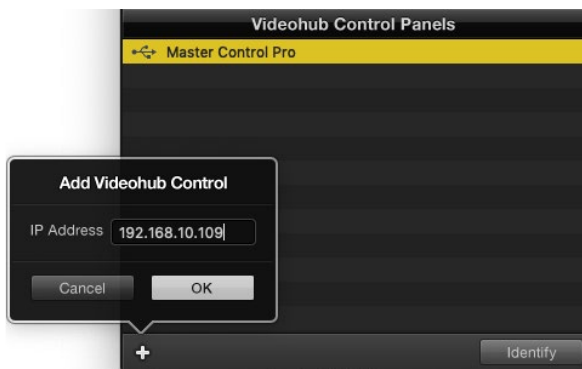 Videohub Control Panels
Master Control Pro
Add Videohub Control
IP Address 192.168.10.109
Cancel OK
Identify